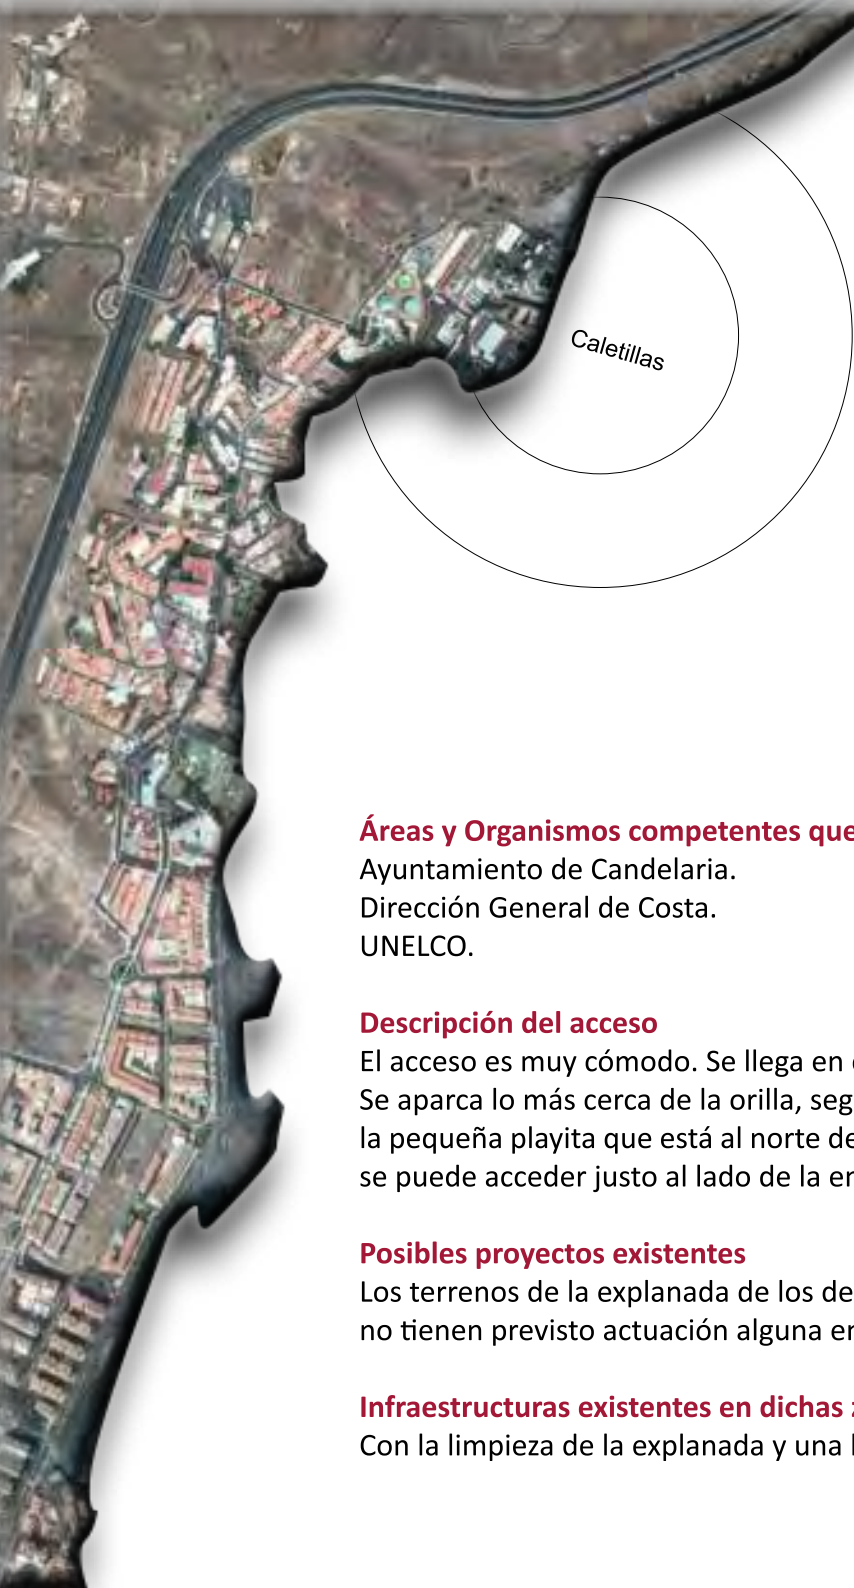 Caletillas
Áreas y Organismos competentes que
Ayuntamiento de Candelaria.
Dirección General de Costa.
UNELCO.
Descripción del acceso
El acceso es muy cómodo. Se llega en
Se aparca lo más cerca de la orilla, seg
la pequeña playita que está al norte de
se puede acceder justo al lado de la en
Posibles proyectos existentes
Los terrenos de la explanada de los de
no tienen previsto actuación alguna en
Infraestructuras existentes en dichas
Con la limpieza de la explanada y una